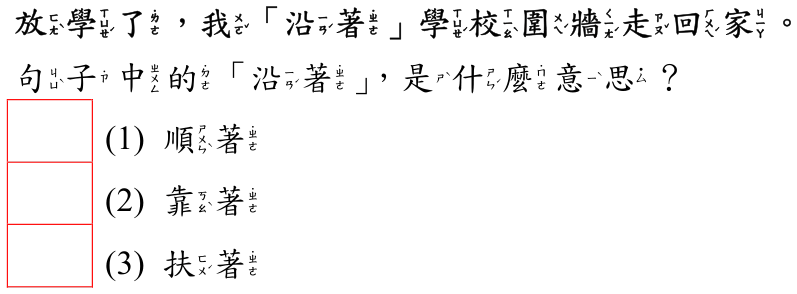 放學了，我「沿著」學校圍牆走回家。
句子中的「沿著」，是什麼意思？
(1) 順著
(2) 靠著
(3) 扶著